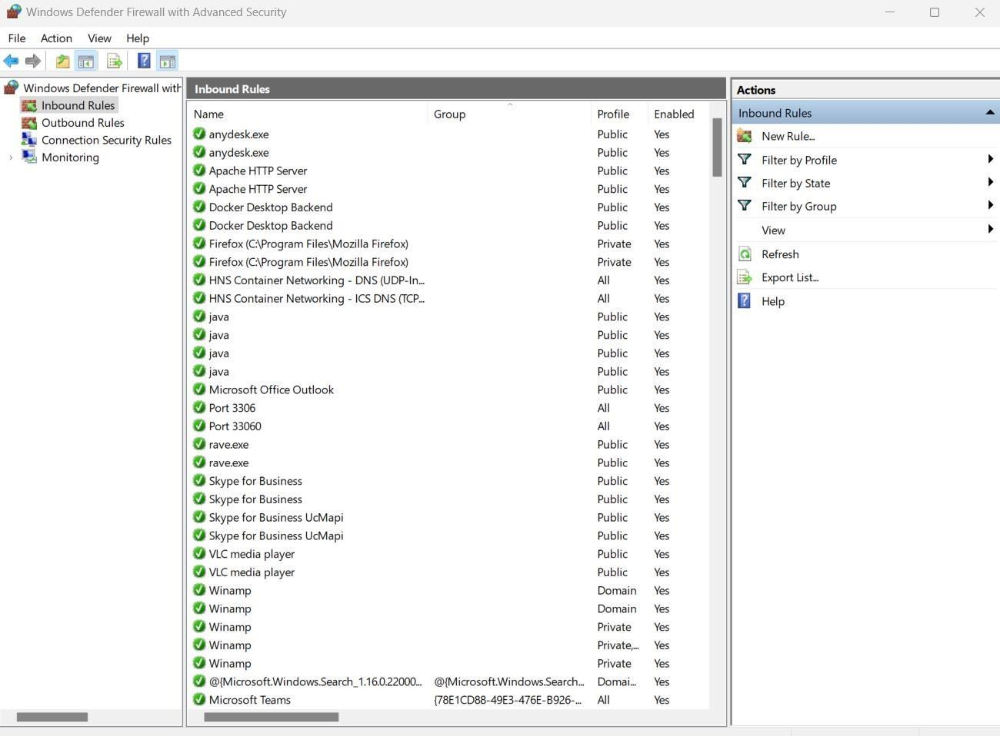 Windows Defender Firewall with Advanced Security
File Action View Help
Windows Defender Firewall with
Inbound Rules
Outbound Rules
Connection Security Rules
Monitoring
Inbound Rules
Name Group Profile Enabled
anydesk.exe Public Yes
anydesk.exe Public Yes
Apache HTTP Server Public Yes
Apache HTTP Server Public Yes
Docker Desktop Backend Public Yes
Docker Desktop Backend Public Yes
Firefox (C:\Program Files\Mozilla Firefox) Private Yes
Firefox (C:\Program Files\Mozilla Firefox) Private Yes
HNS Container Networking - DNS (UDP-In... All Yes
HNS Container Networking - ICS DNS (TCP... All Yes
java Public Yes
java Public Yes
java Public Yes
java Public Yes
Microsoft Office Outlook Public Yes
Port 3306 All Yes
Port 33060 All Yes
rave.exe Public Yes
rave.exe Public Yes
Skype for Business Public Yes
Skype for Business Public Yes
Skype for Business UcMapi Public Yes
Skype for Business UcMapi Public Yes
VLC media player Public Yes
VLC media player Public Yes
Winamp Domain Yes
Winamp Domain Yes
Winamp Private Yes
Winamp Private,... Yes
Winamp Private Yes
@{Microsoft.Windows.Search_1.16.0.22000... @{Microsoft.Windows.Search... Domai... Yes
Microsoft Teams {78E1CD88-49E3-476E-B926-... All Yes
Actions
Inbound Rules
New Rule...
Filter by Profile
Filter by State
Filter by Group
View
Refresh
Export List...
Help